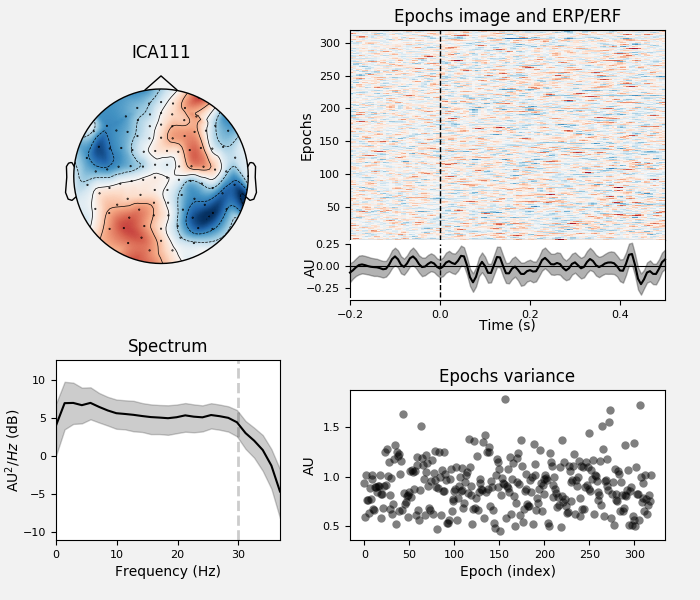 ICA111
Epochs image and ERP/ERF
Epochs
300
250
200
150
100
50
AU
0.25
0.00
−0.25
−0.2
0.0
0.2
0.4
Time (s)
Spectrum
AU²/Hz (dB)
10
5
0
−5
−10
0
10
20
30
Frequency (Hz)
Epochs variance
AU
1.5
1.0
0.5
0
50
100
150
200
250
300
Epoch (index)